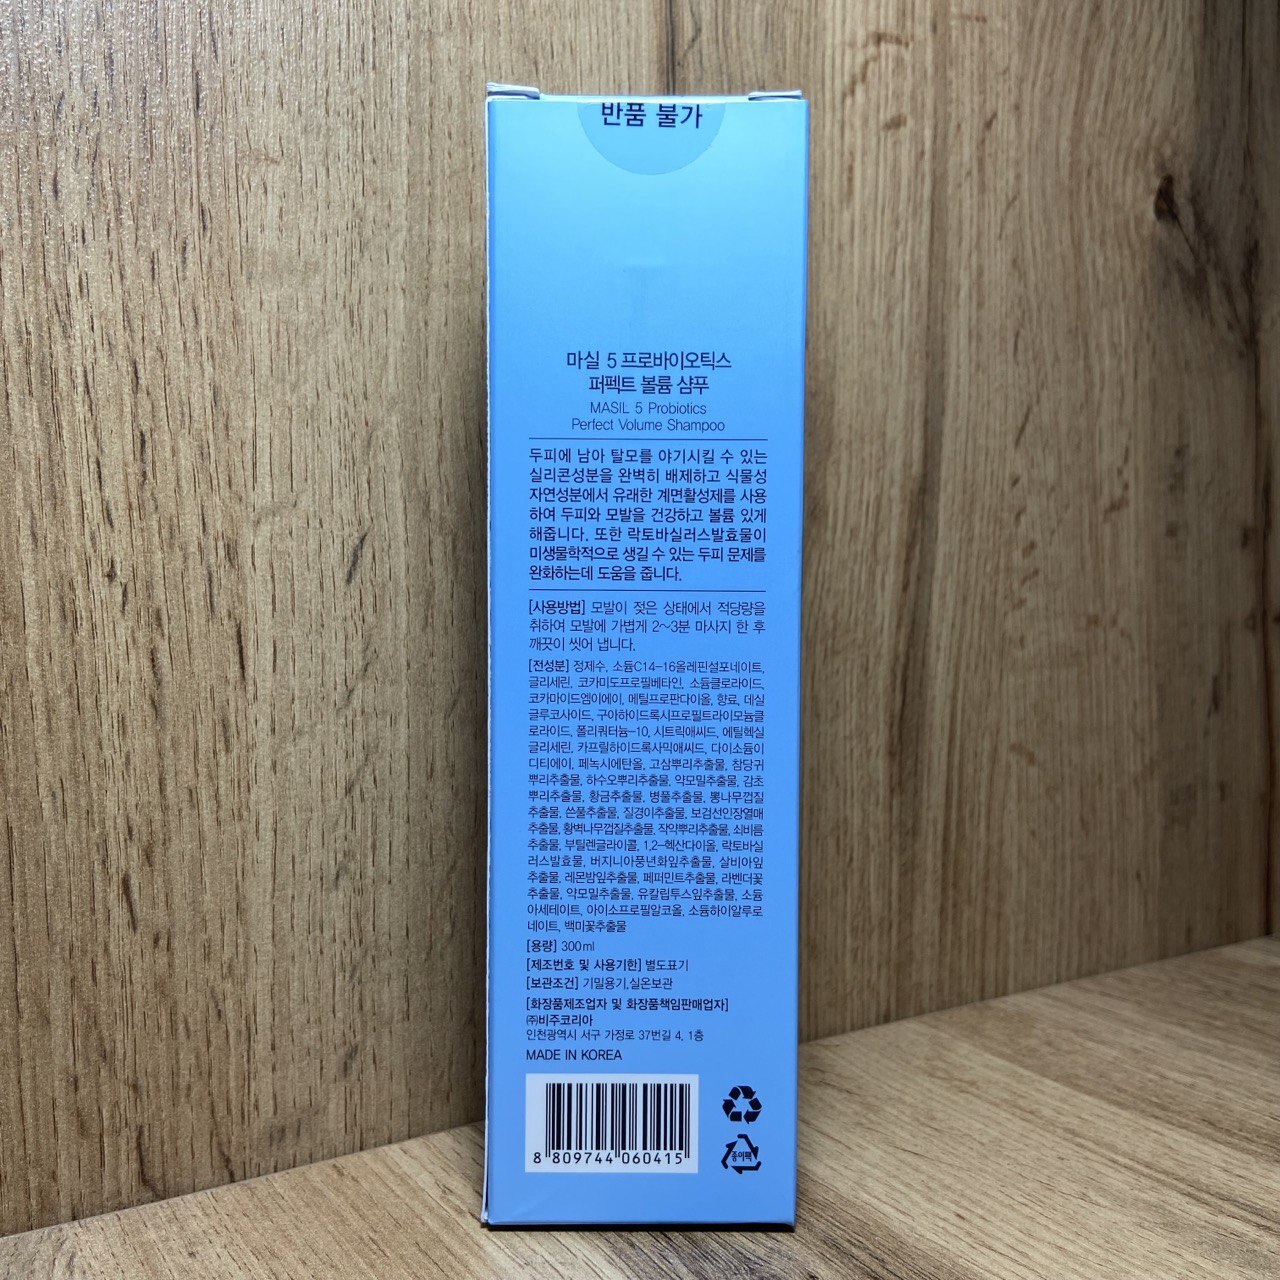 반품 불가
마실 5 프로바이오틱스
퍼펙트 볼륨 샴푸
MASIL 5 Probiotics
Perfect Volume Shampoo
두피에 남아 탈모를 야기시킬 수 있는
실리콘성분을 완벽히 배제하고 식물성
자연성분에서 유래한 계면활성제를 사용
하여 두피와 모발을 건강하고 볼륨 있게
해줍니다. 또한 락토바실러스발효물이
미생물학적으로 생길 수 있는 두피 문제를
완화하는데 도움을 줍니다.
[사용방법] 모발이 젖은 상태에서 적당량을
취하여 모발에 가볍게 2~3분 마사지 한 후
깨끗이 씻어 냅니다.
[전성분] 정제수, 소듐C14-16올레핀설포네이트,
글리세린, 코카미도프로필베타인, 소듐클로라이드,
코카마이드엠이에이, 메틸프로판다이올, 향료, 데실
글루코사이드, 구아하이드록시프로필트라이모늄클
로라이드, 폴리쿼터늄-10, 시트릭애씨드, 에틸헥실
글리세린, 카프릴하이드록사믹애씨드, 다이소듐이
디티에이, 페녹시에탄올, 고삼뿌리추출물, 참당귀
뿌리추출물, 하수오뿌리추출물, 약모밀추출물, 감초
뿌리추출물, 황금추출물, 병풀추출물, 뽕나무껍질
추출물, 쓴풀추출물, 질경이추출물, 보검선인장열매
추출물, 황벽나무껍질추출물, 작약뿌리추출물, 쇠비름
추출물, 부틸렌글라이콜, 1,2-헥산다이올, 락토바실
러스발효물, 버지니아풍년화잎추출물, 살비아잎
추출물, 레몬밤잎추출물, 페퍼민트추출물, 라벤더꽃
추출물, 약모밀추출물, 유칼립투스잎추출물, 소듐
아세테이트, 아이소프로필알코올, 소듐하이알루로
네이트, 백미꽃추출물
[용량] 300ml
[제조번호 및 사용기한] 별도표기
[보관조건] 기밀용기,실온보관
[화장품제조업자 및 화장품책임판매업자]
㈜비주코리아
인천광역시 서구 가정로 37번길 4, 1층
MADE IN KOREA
8 809744 060415
종이팩